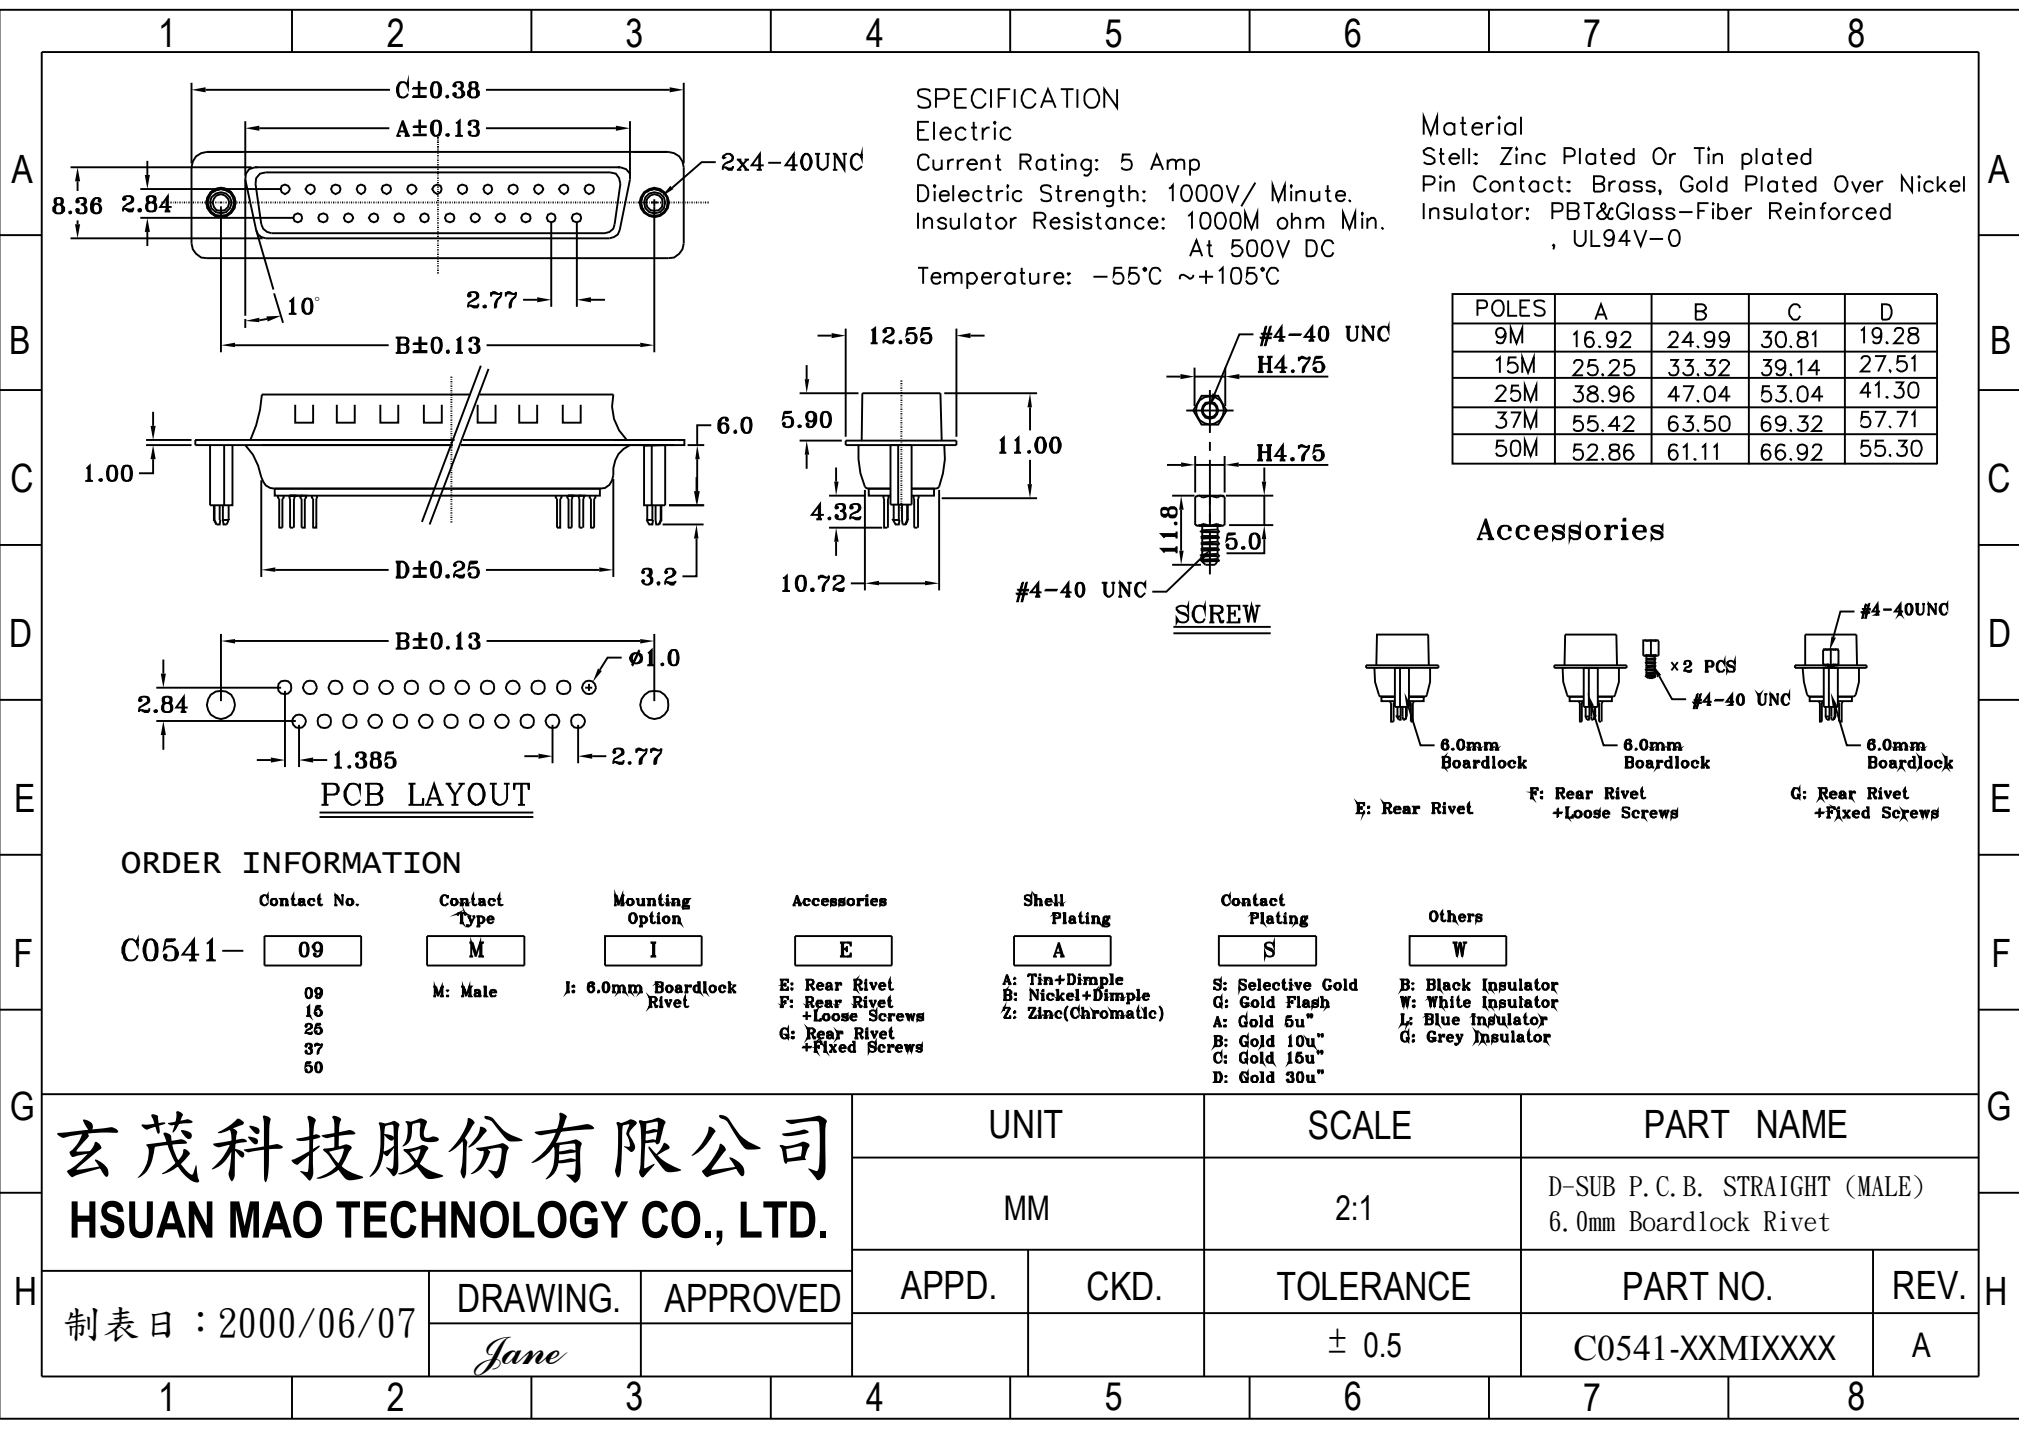 1 2 3 4 5 6 7 8
A
B
C
D
E
F
G
H
A
B
C
D
E
F
G
H
C±0.38
A±0.13
2x4-40UNC
8.36
2.84
10°
2.77
B±0.13
SPECIFICATION
Electric
Current Rating: 5 Amp
Dielectric Strength: 1000V/ Minute.
Insulator Resistance: 1000M ohm Min.
At 500V DC
Temperature: -55°C ~+105°C
Material
Stell: Zinc Plated Or Tin plated
Pin Contact: Brass, Gold Plated Over Nickel
Insulator: PBT&Glass-Fiber Reinforced
, UL94V-0
POLES A B C D
9M 16.92 24.99 30.81 19.28
15M 25.25 33.32 39.14 27.51
25M 38.96 47.04 53.04 41.30
37M 55.42 63.50 69.32 57.71
50M 52.86 61.11 66.92 55.30
1.00
6.0
D±0.25
3.2
12.55
5.90
11.00
4.32
10.72
#4-40 UNC
H4.75
H4.75
11.8
5.0
#4-40 UNC
SCREW
Accessories
6.0mm
Boardlock
E: Rear Rivet
×2 PCS
#4-40 UNC
6.0mm
Boardlock
F: Rear Rivet
+Loose Screws
#4-40UNC
6.0mm
Boardlock
G: Rear Rivet
+Fixed Screws
B±0.13
ø1.0
2.84
1.385
2.77
PCB LAYOUT
ORDER INFORMATION
Contact No.
Contact
Type
Mounting
Option
Accessories
Shell
Plating
Contact
Plating
Others
C0541- 09 M I E A S W
09
15
25
37
50
M: Male
I: 6.0mm Boardlock
Rivet
E: Rear Rivet
F: Rear Rivet
+Loose Screws
G: Rear Rivet
+Fixed Screws
A: Tin+Dimple
B: Nickel+Dimple
Z: Zinc(Chromatic)
S: Selective Gold
G: Gold Flash
A: Gold 5u"
B: Gold 10u"
C: Gold 15u"
D: Gold 30u"
B: Black Insulator
W: White Insulator
L: Blue Insulator
G: Grey Insulator
玄茂科技股份有限公司
HSUAN MAO TECHNOLOGY CO., LTD.
制表日：2000/06/07
DRAWING. APPROVED
Jane
UNIT SCALE PART NAME
MM 2:1 D-SUB P.C.B. STRAIGHT (MALE)
6.0mm Boardlock Rivet
APPD. CKD. TOLERANCE PART NO. REV.
± 0.5 C0541-XXMIXXXX A
1 2 3 4 5 6 7 8